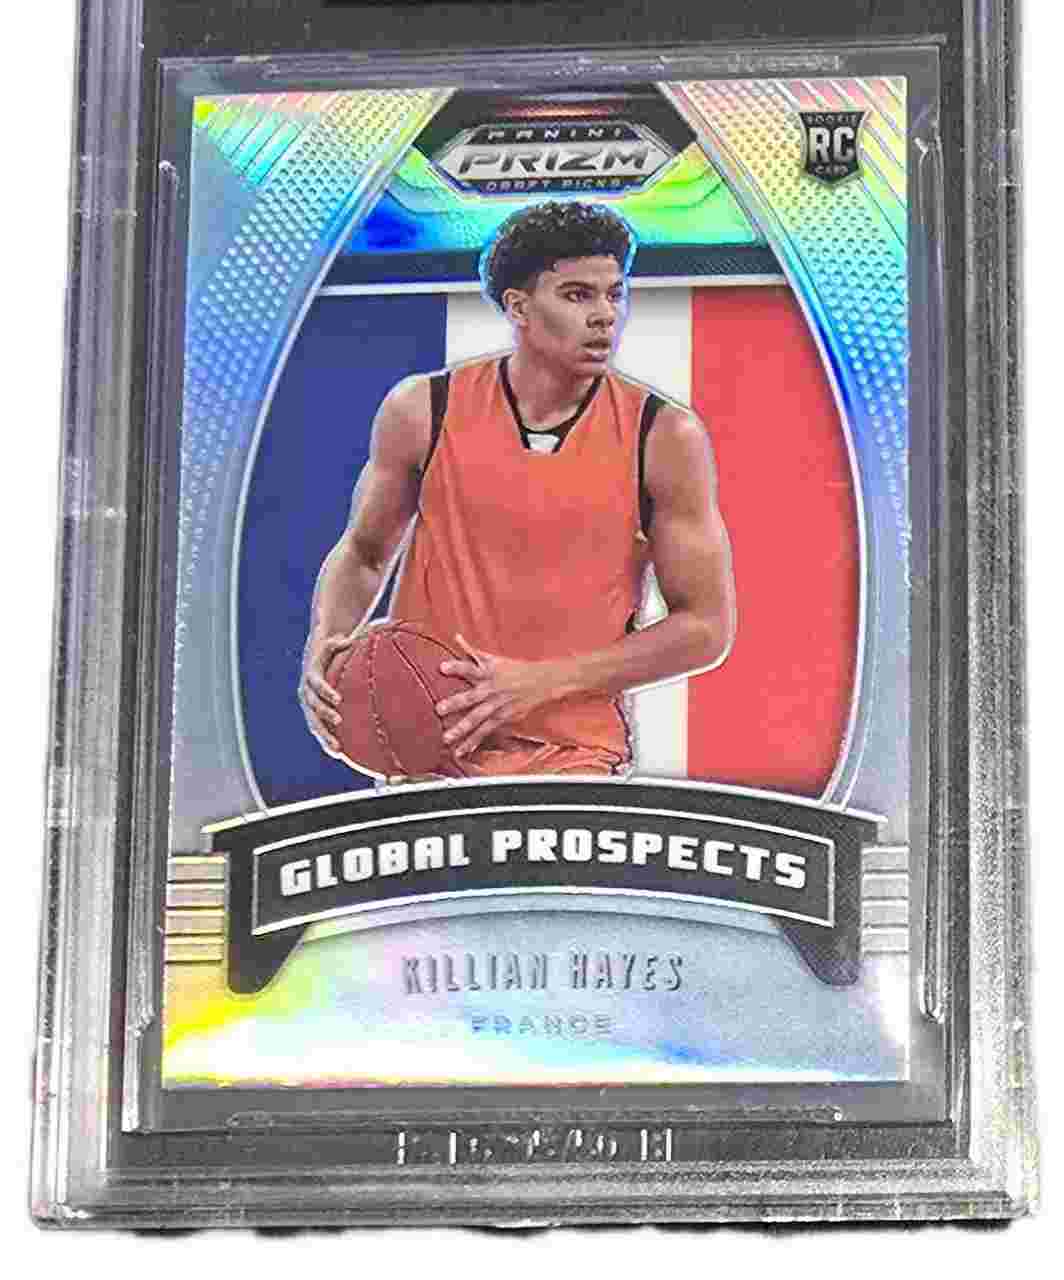 PANINI
PRIZM
DRAFT PICKS
ROOKIE
RC
CARD
GLOBAL PROSPECTS
KILLIAN HAYES
FRANCE